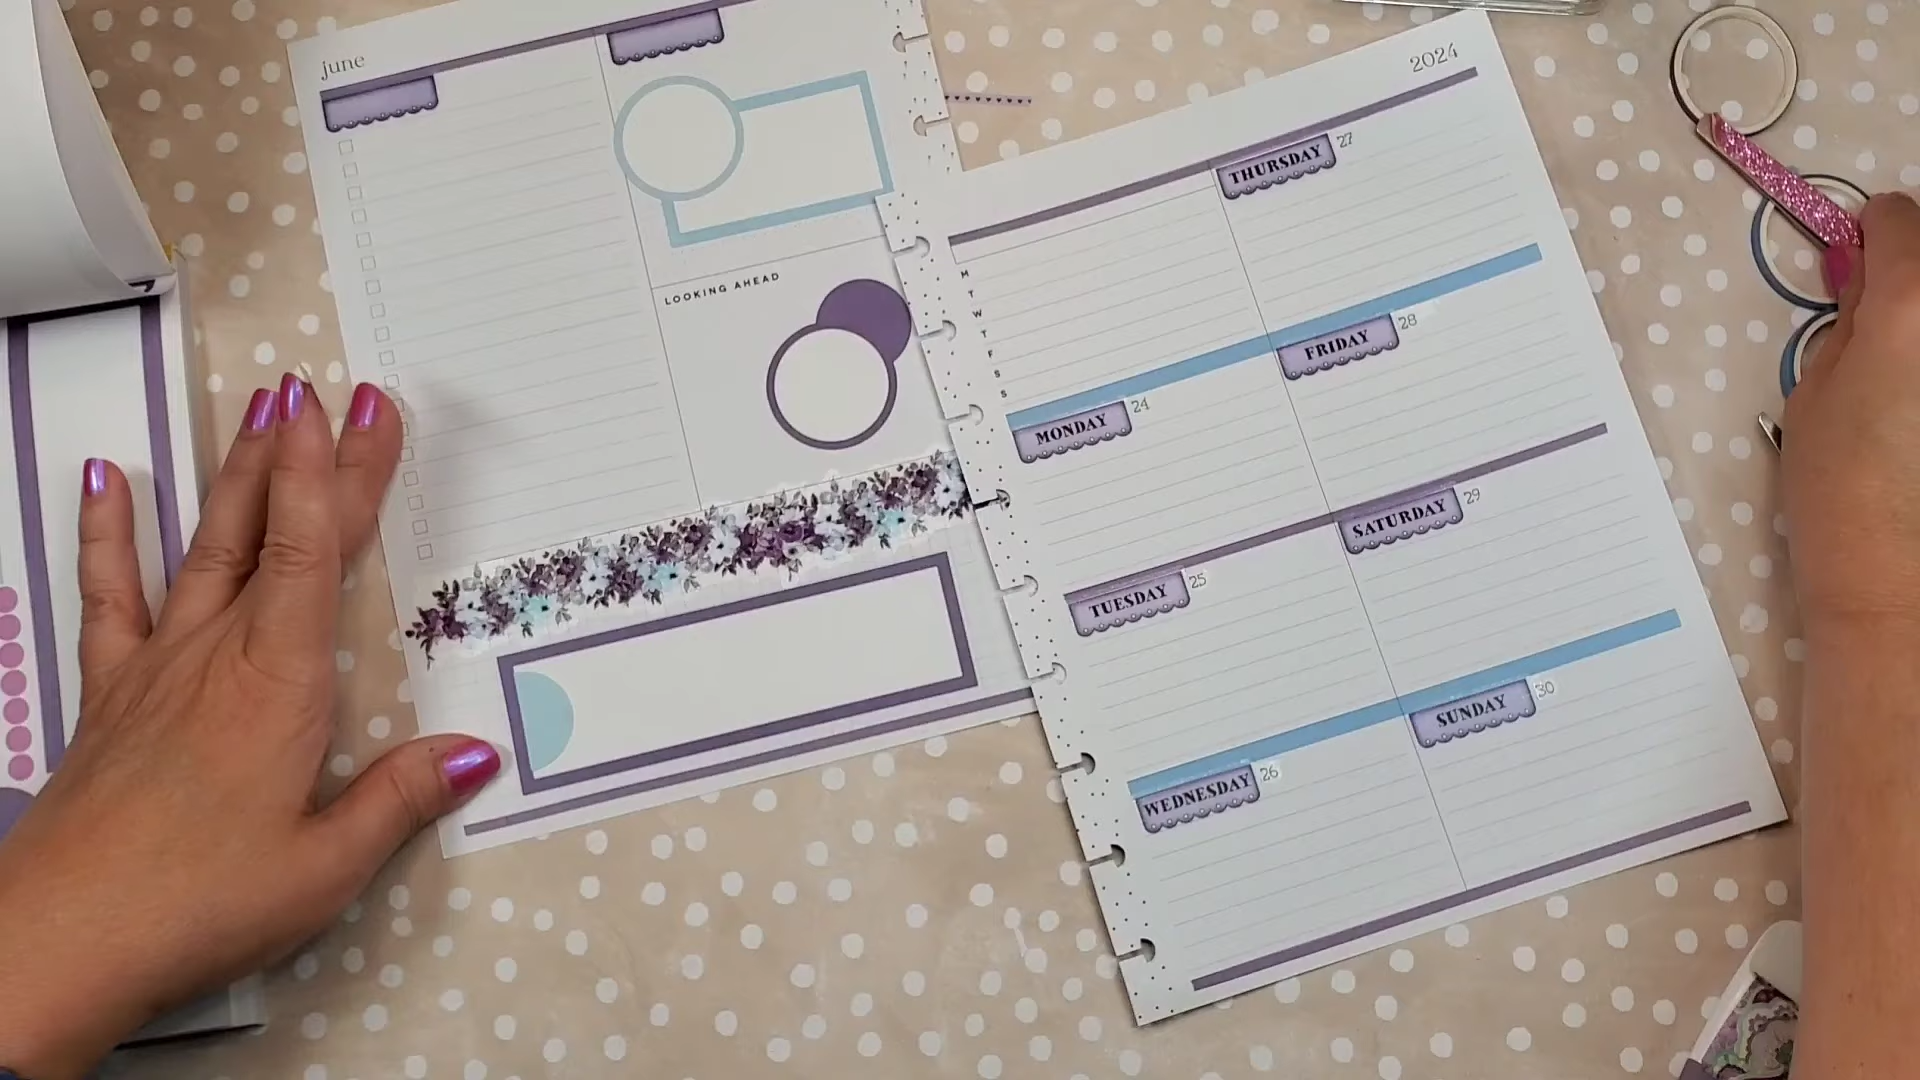 june
LOOKING AHEAD
2024
THURSDAY 27
M
T
W
T
F
S
S
FRIDAY 28
MONDAY 24
SATURDAY 29
TUESDAY 25
SUNDAY 30
WEDNESDAY 26